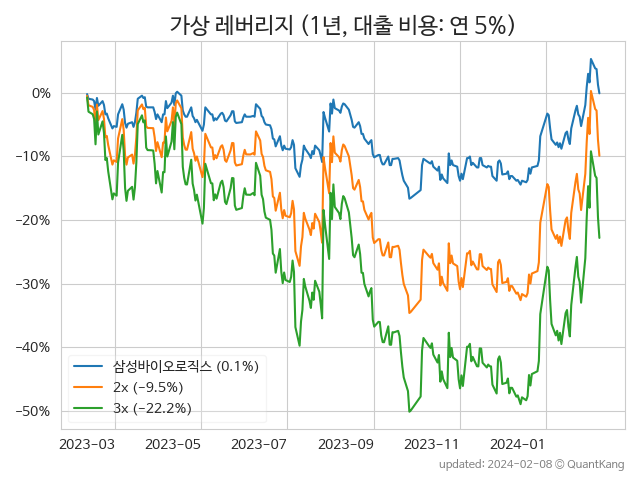 가상 레버리지 (1년, 대출 비용: 연 5%)
0%
−10%
−20%
−30%
−40%
−50%
삼성바이오로직스 (0.1%)
2x (−9.5%)
3x (−22.2%)
2023-03 2023-05 2023-07 2023-09 2023-11 2024-01
updated: 2024-02-08 © QuantKang